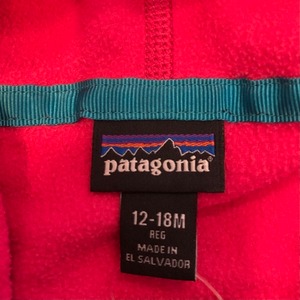 patagonia
12-18M
REG
MADE IN
EL SALVADOR